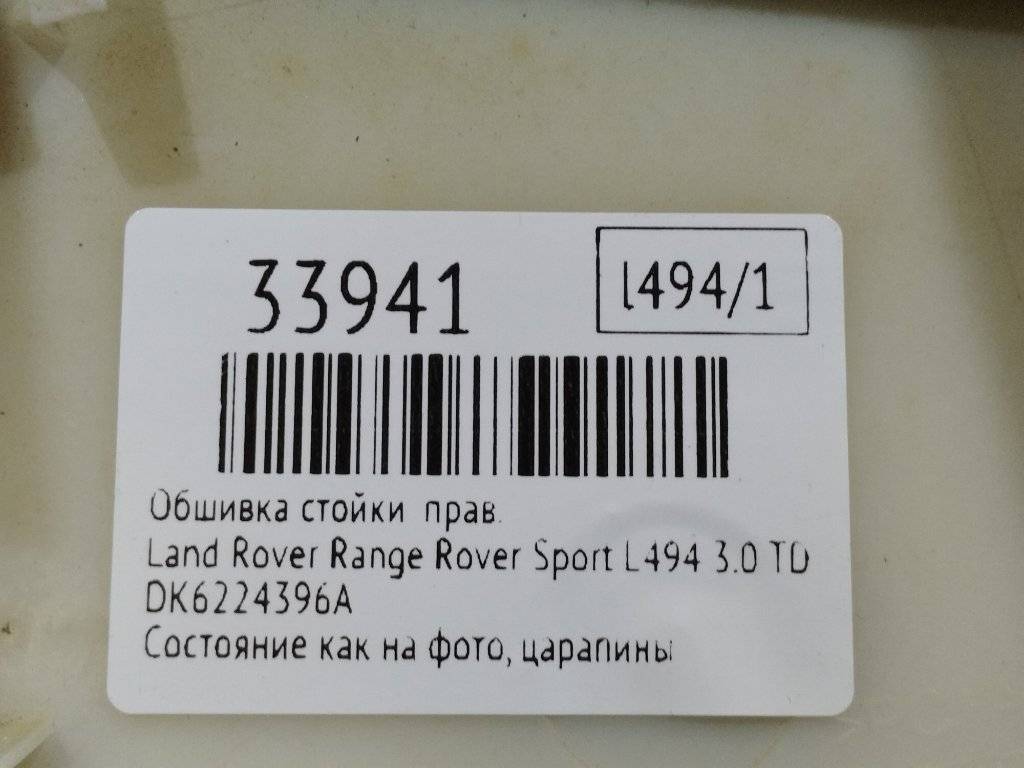 33941
L494/1
Обшивка стойки прав.
Land Rover Range Rover Sport L494 3.0 TD
DK6224396A
Состояние как на фото, царапины